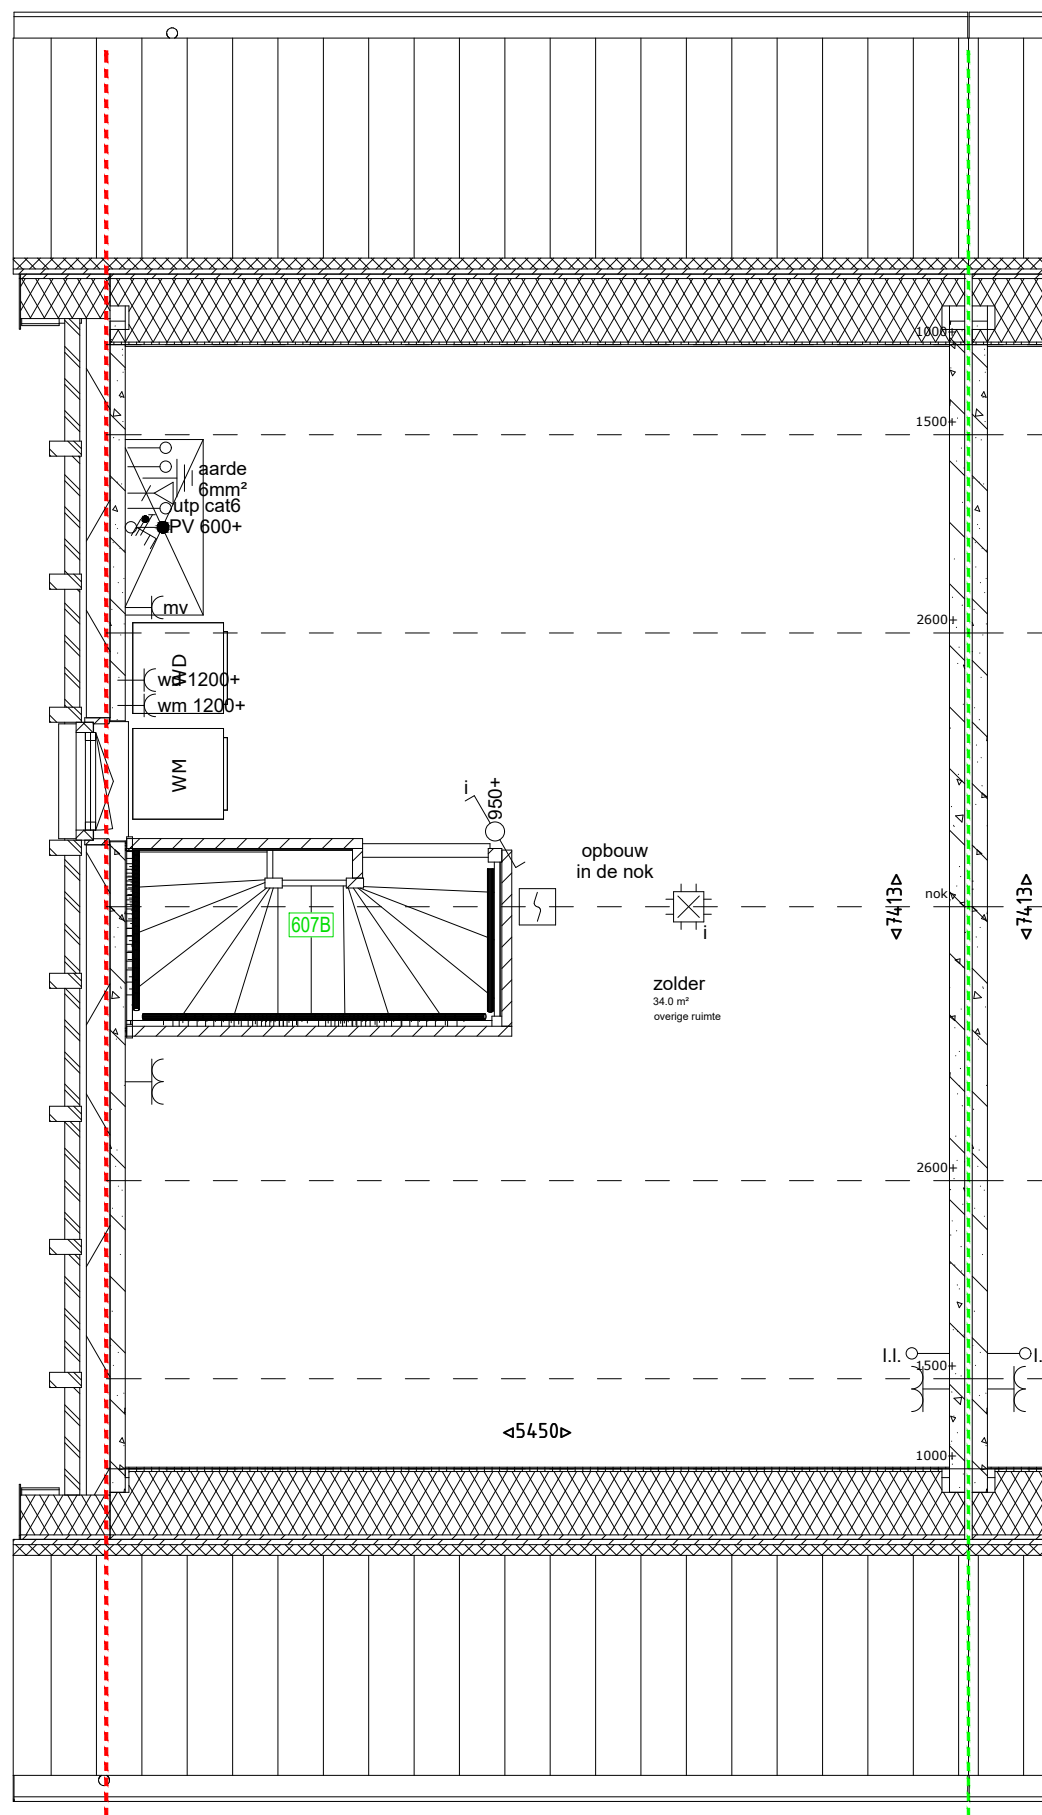 1000+
1500+
aarde
6mm²
utp cat6
PV 600+
mv
2600+
WD
wd 1200+
wm 1200+
WM
i
950+
opbouw
in de nok
nok
◁7413▷
◁7413▷
607B
i
zolder
34.0 m²
overige ruimte
2600+
l.l.
l.
1500+
◁5450▷
1000+